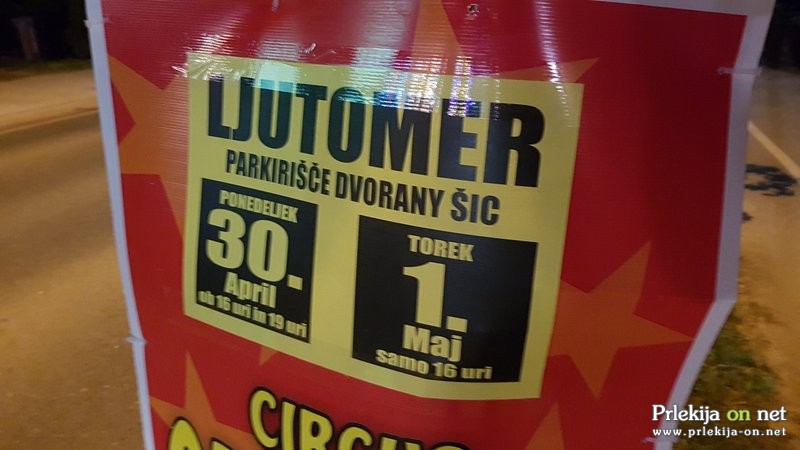 LJUTOMER
PARKIRIŠČE DVORANY ŠIC
PONEDELJEK
30.
April
ob 16 uri in 19 uri
TOREK
1.
Maj
samo 16 uri
CIRCUS
Prlekija on net
www.prlekija-on.net